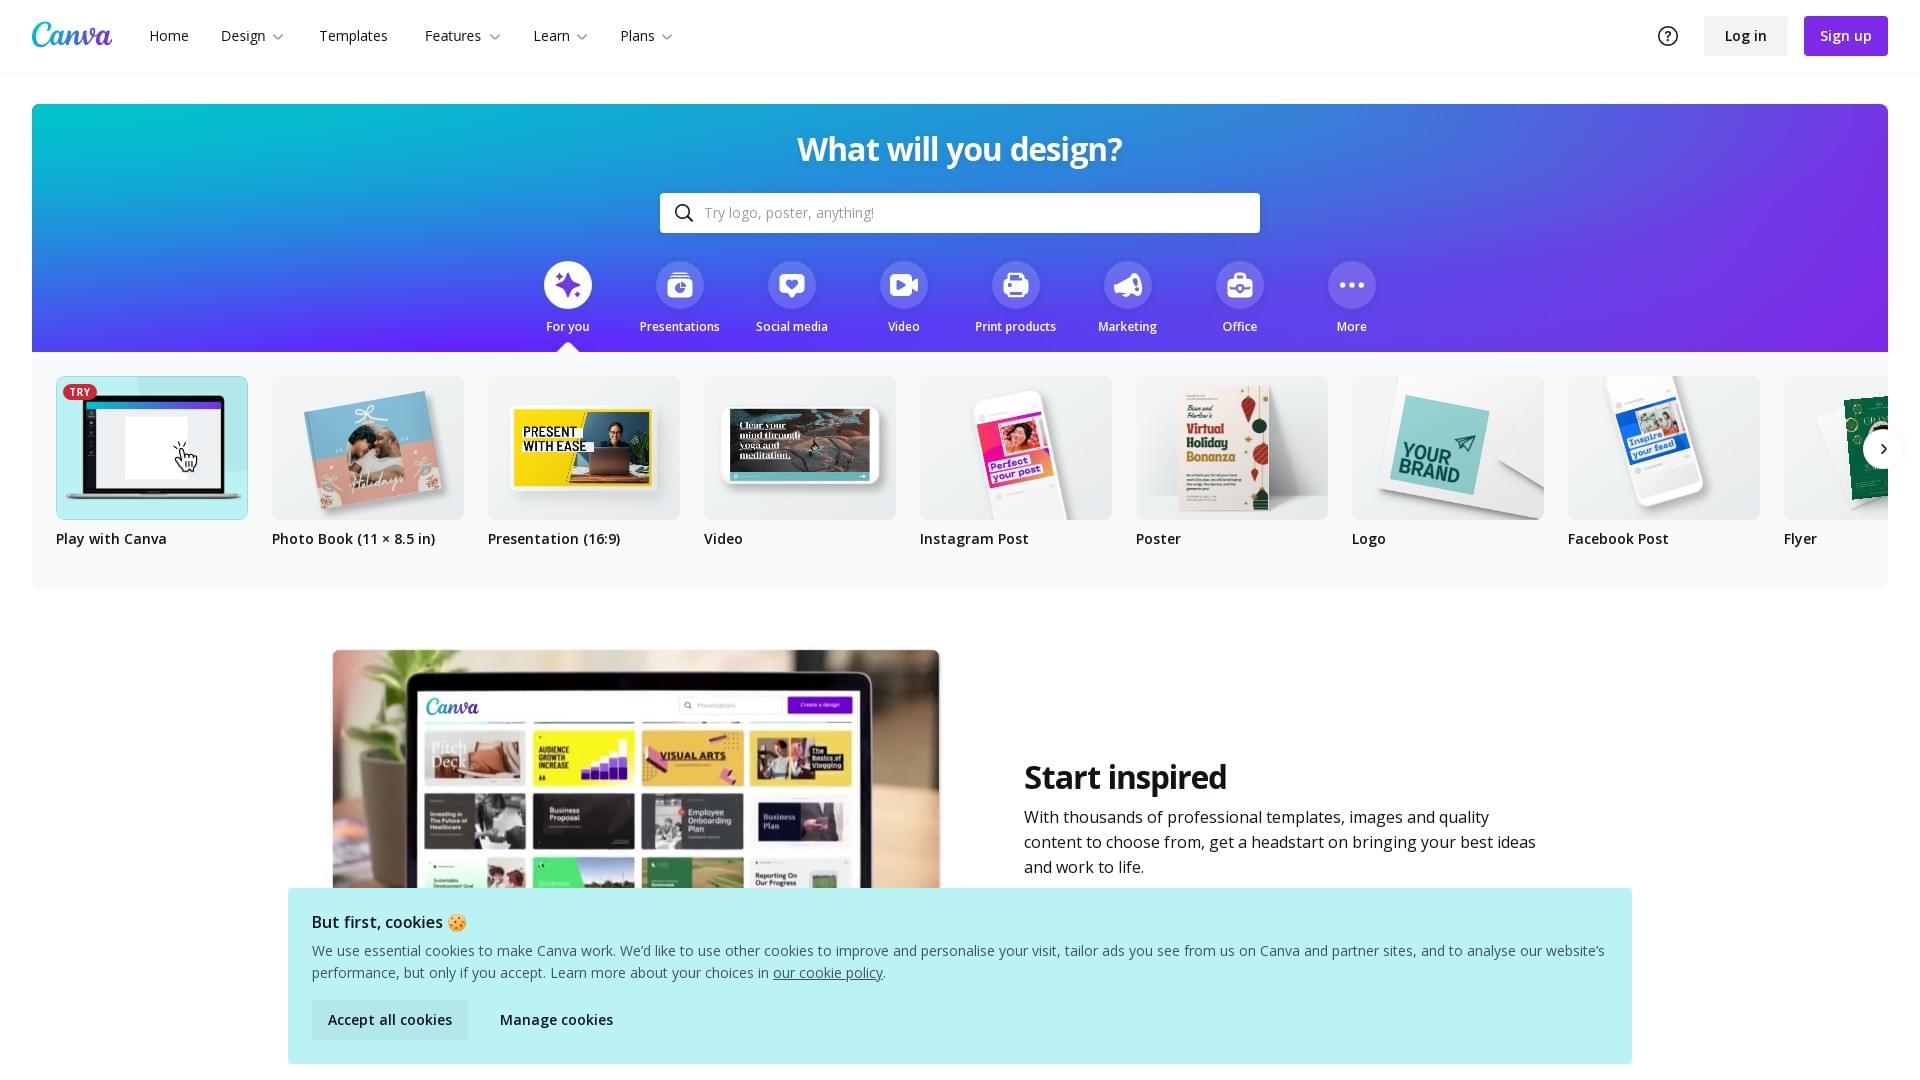 Canva
Home
Design
Templates
Features
Learn
Plans
Log in
Sign up
What will you design?
Try logo, poster, anything!
For you
Presentations
Social media
Video
Print products
Marketing
Office
More
TRY
Holidays
PRESENT
WITH EASE
Clear your
mind through
yoga and
meditation.
Perfect
your post
Virtual
Holiday
Bonanza
YOUR
BRAND
Inspire
your feed
Play with Canva
Photo Book (11 × 8.5 in)
Presentation (16:9)
Video
Instagram Post
Poster
Logo
Facebook Post
Flyer
Canva
Presentations
Create a design
Pitch
Deck
AUDIENCE
GROWTH
INCREASE
VISUAL ARTS
The
Basics of
Vlogging
Investing in
The Future of
Healthcare
Business
Proposal
Employee
Onboarding
Plan
Business
Plan
Reporting On
Our Progress
Start inspired
With thousands of professional templates, images and quality
content to choose from, get a headstart on bringing your best ideas
and work to life.
But first, cookies 🍪
We use essential cookies to make Canva work. We’d like to use other cookies to improve and personalise your visit, tailor ads you see from us on Canva and partner sites, and to analyse our website’s
performance, but only if you accept. Learn more about your choices in our cookie policy.
Accept all cookies
Manage cookies